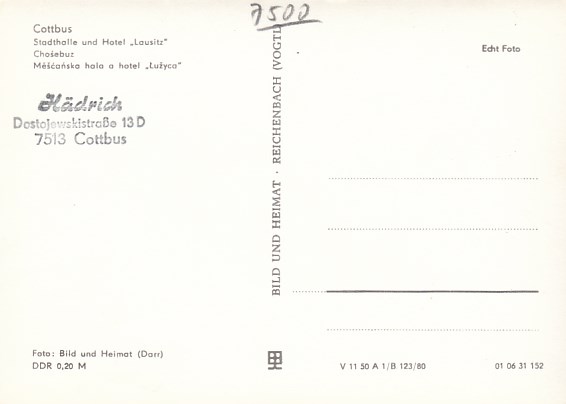 7500
Cottbus
Stadthalle und Hotel „Lausitz"
Chośebuz
Měšćańska hala a hotel „Łużyca"
Echt Foto
Hädrich
Dostojewskistraße 13 D
7513 Cottbus
BILD UND HEIMAT · REICHENBACH (VOGTL
Foto: Bild und Heimat (Darr)
DDR 0,20 M
V 11 50 A 1/B 123/80
01 06 31 152